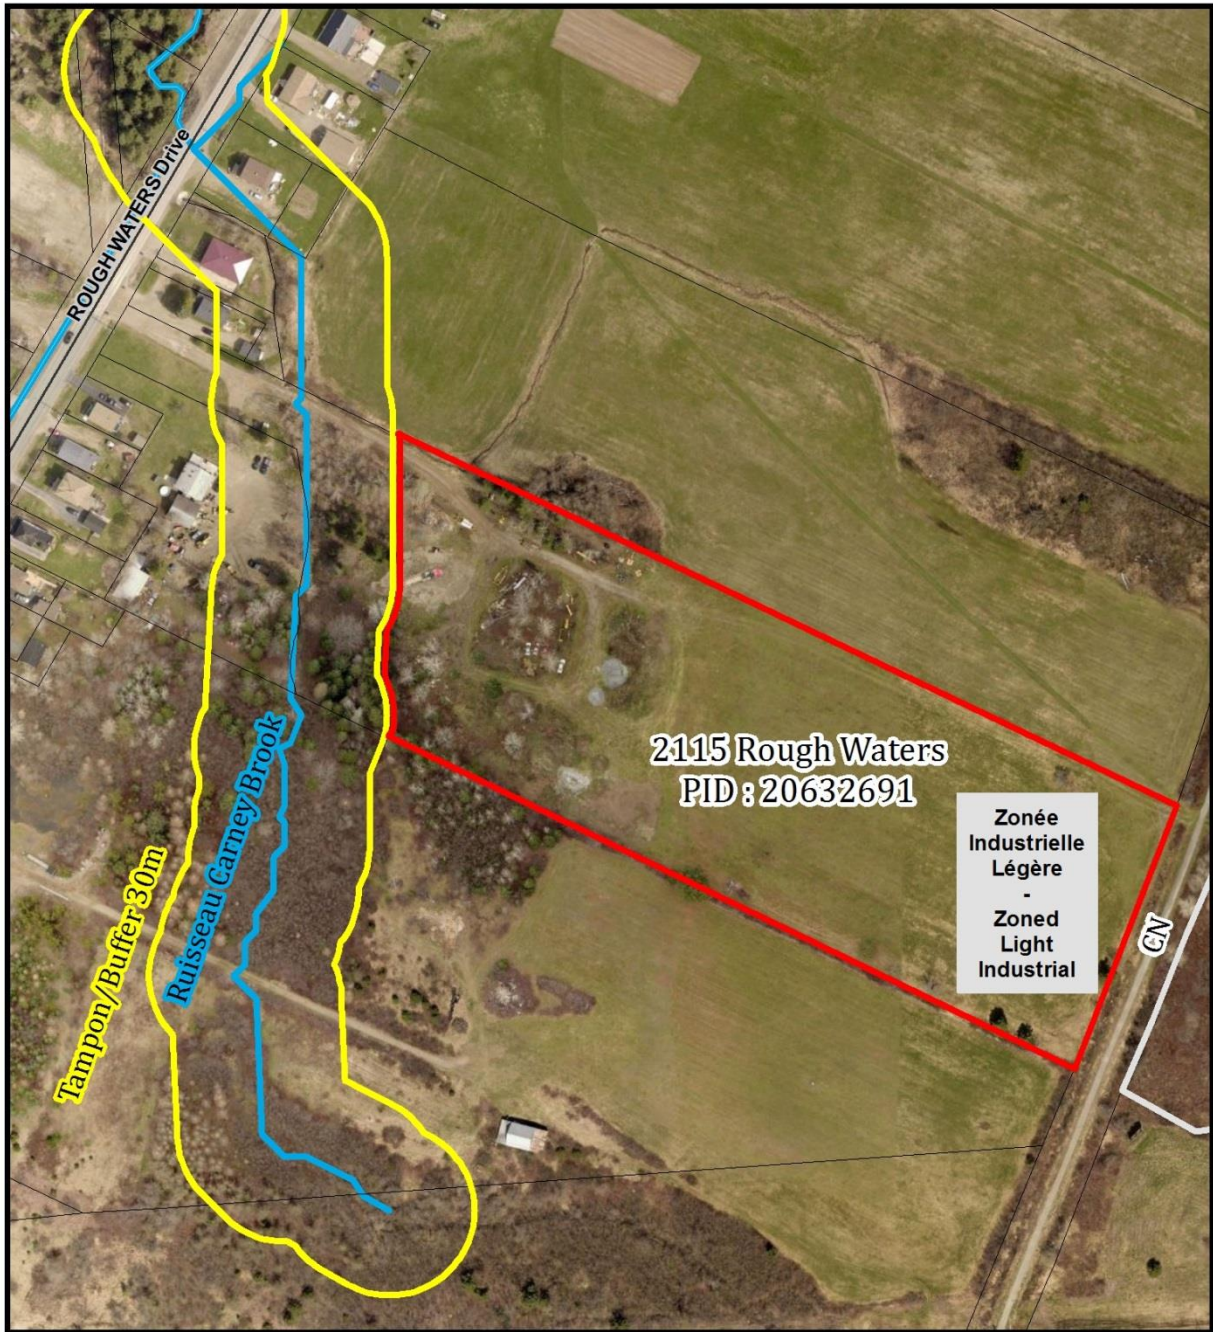 ROUGH WATERS Drive
2115 Rough Waters
PID : 20632691
Zonée
Industrielle
Légère
-
Zoned
Light
Industrial
CN
Ruisseau Carney Brook
Tampon/Buffer 30m